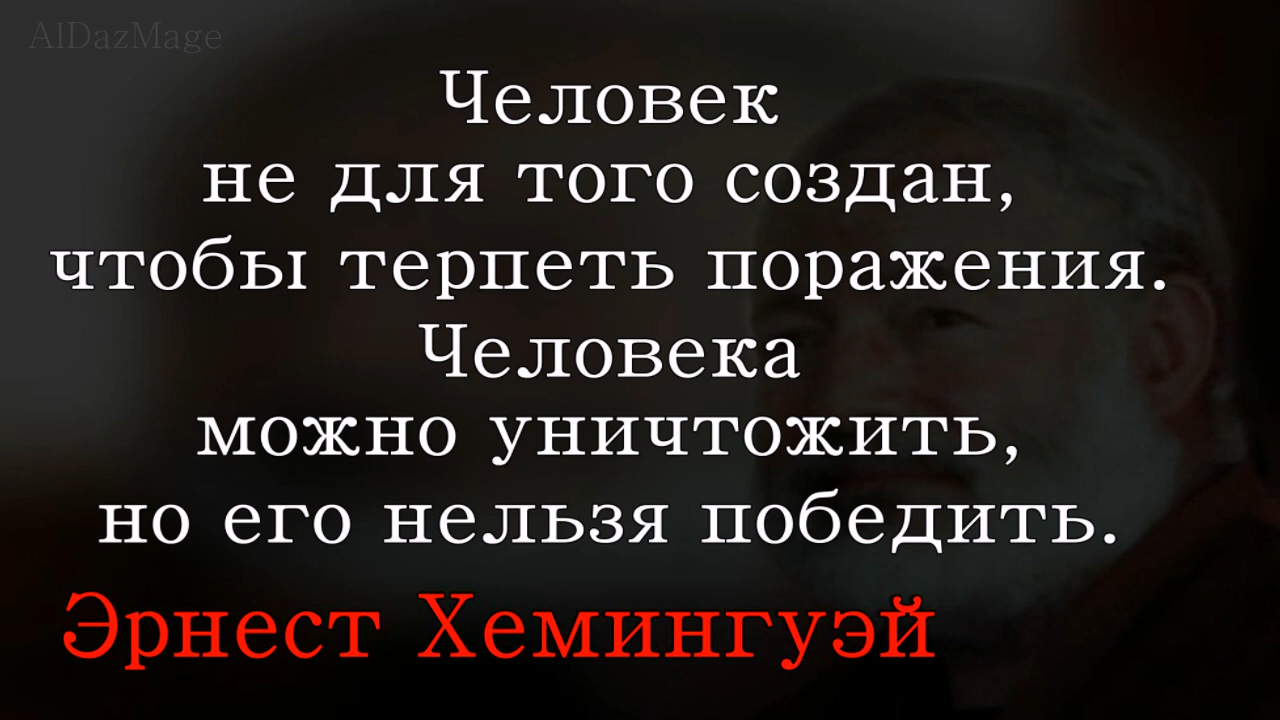 AlDazMage
Человек
не для того создан,
чтобы терпеть поражения.
Человека
можно уничтожить,
но его нельзя победить.
Эрнест Хемингуэй